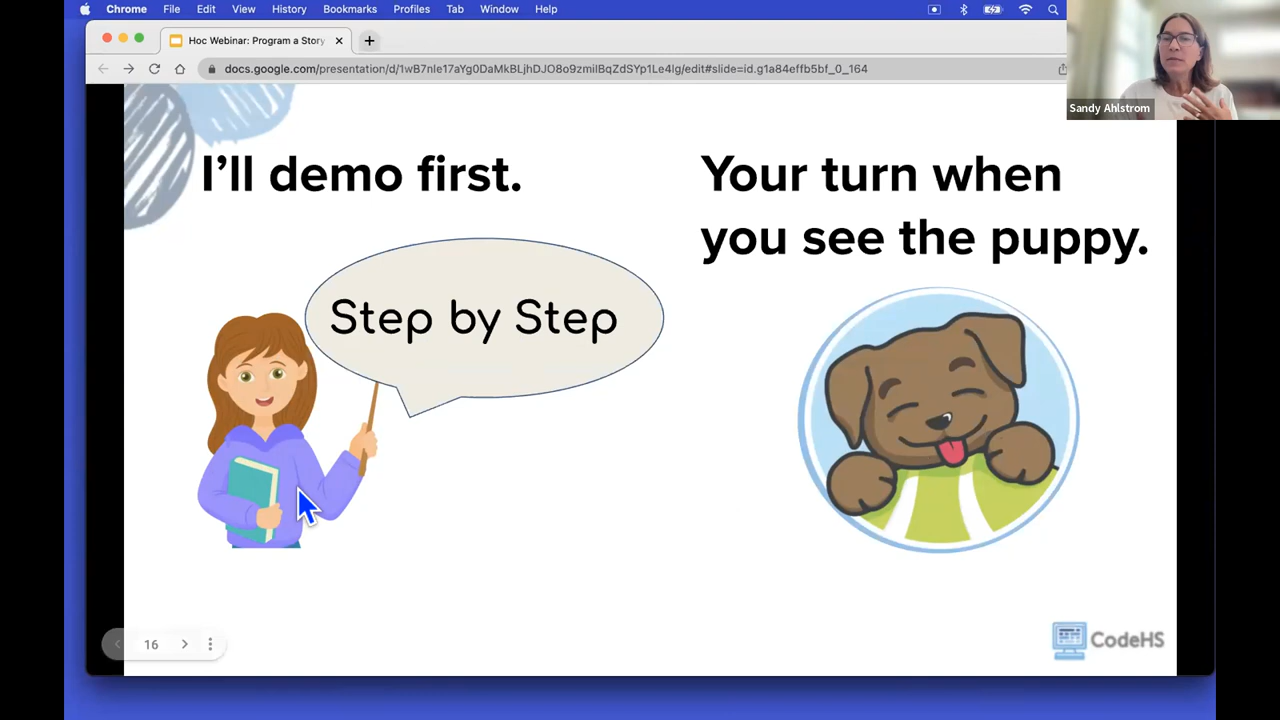 Chrome File Edit View History Bookmarks Profiles Tab Window Help
Hoc Webinar: Program a Story
docs.google.com/presentation/d/1wB7nIe17aYg0DaMkBLjhDJO8o9zmiIBqZdSYp1Le4Ig/edit#slide=id.g1a84effb5bf_0_164
Sandy Ahlstrom
I'll demo first.
Step by Step
Your turn when
you see the puppy.
16
CodeHS